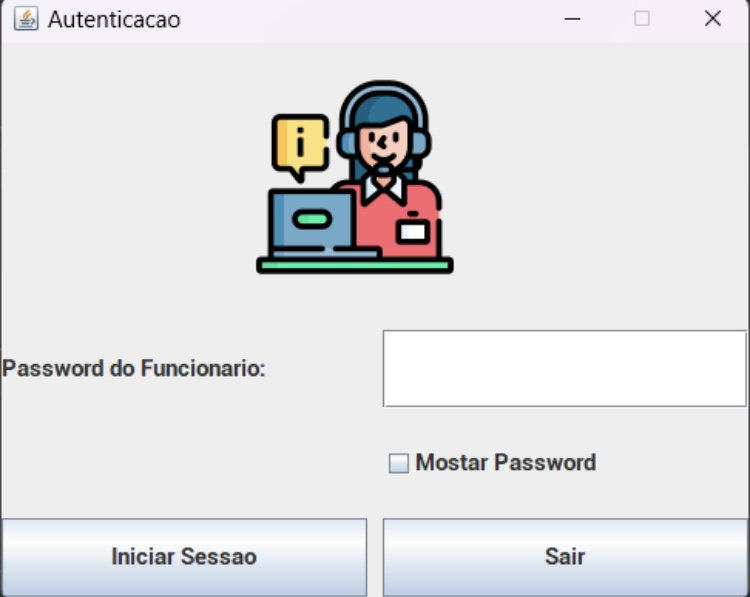 Autenticacao
i
Password do Funcionario:
Mostar Password
Iniciar Sessao
Sair